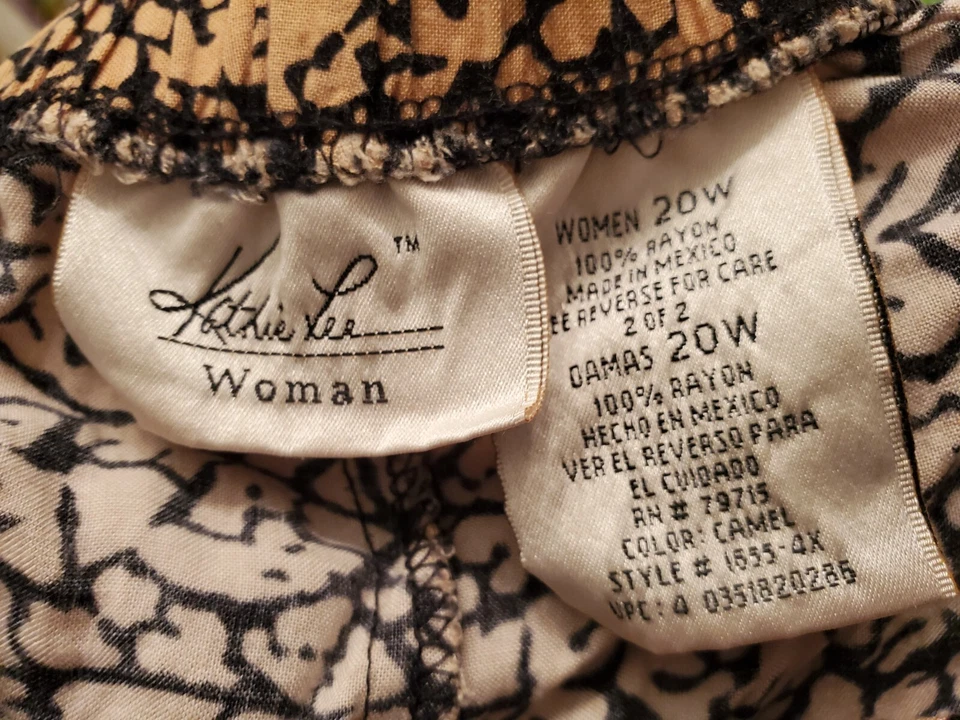 Kathie Lee™
Woman
WOMEN 20W
100% RAYON
MADE IN MEXICO
EE REVERSE FOR CARE
2 OF 2
DAMAS 20W
100% RAYON
HECHO EN MEXICO
VER EL REVERSO PARA
EL CUIDADO
RN # 79715
COLOR: CAMEL
STYLE # 1655-4X
UPC: 4 0351820286